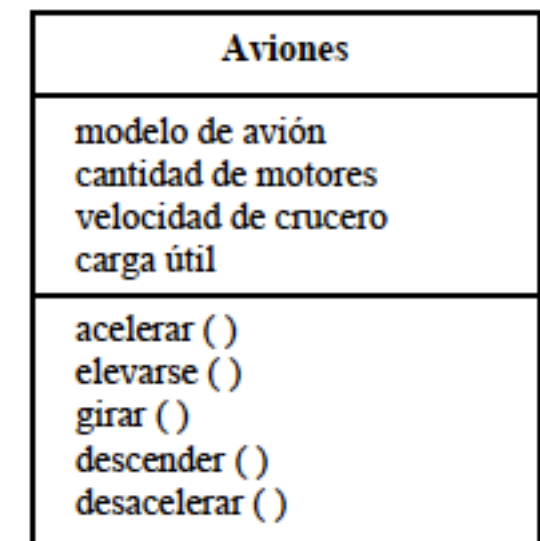 Aviones
modelo de avión
cantidad de motores
velocidad de crucero
carga útil
acelerar ( )
elevarse ( )
girar ( )
descender ( )
desacelerar ( )